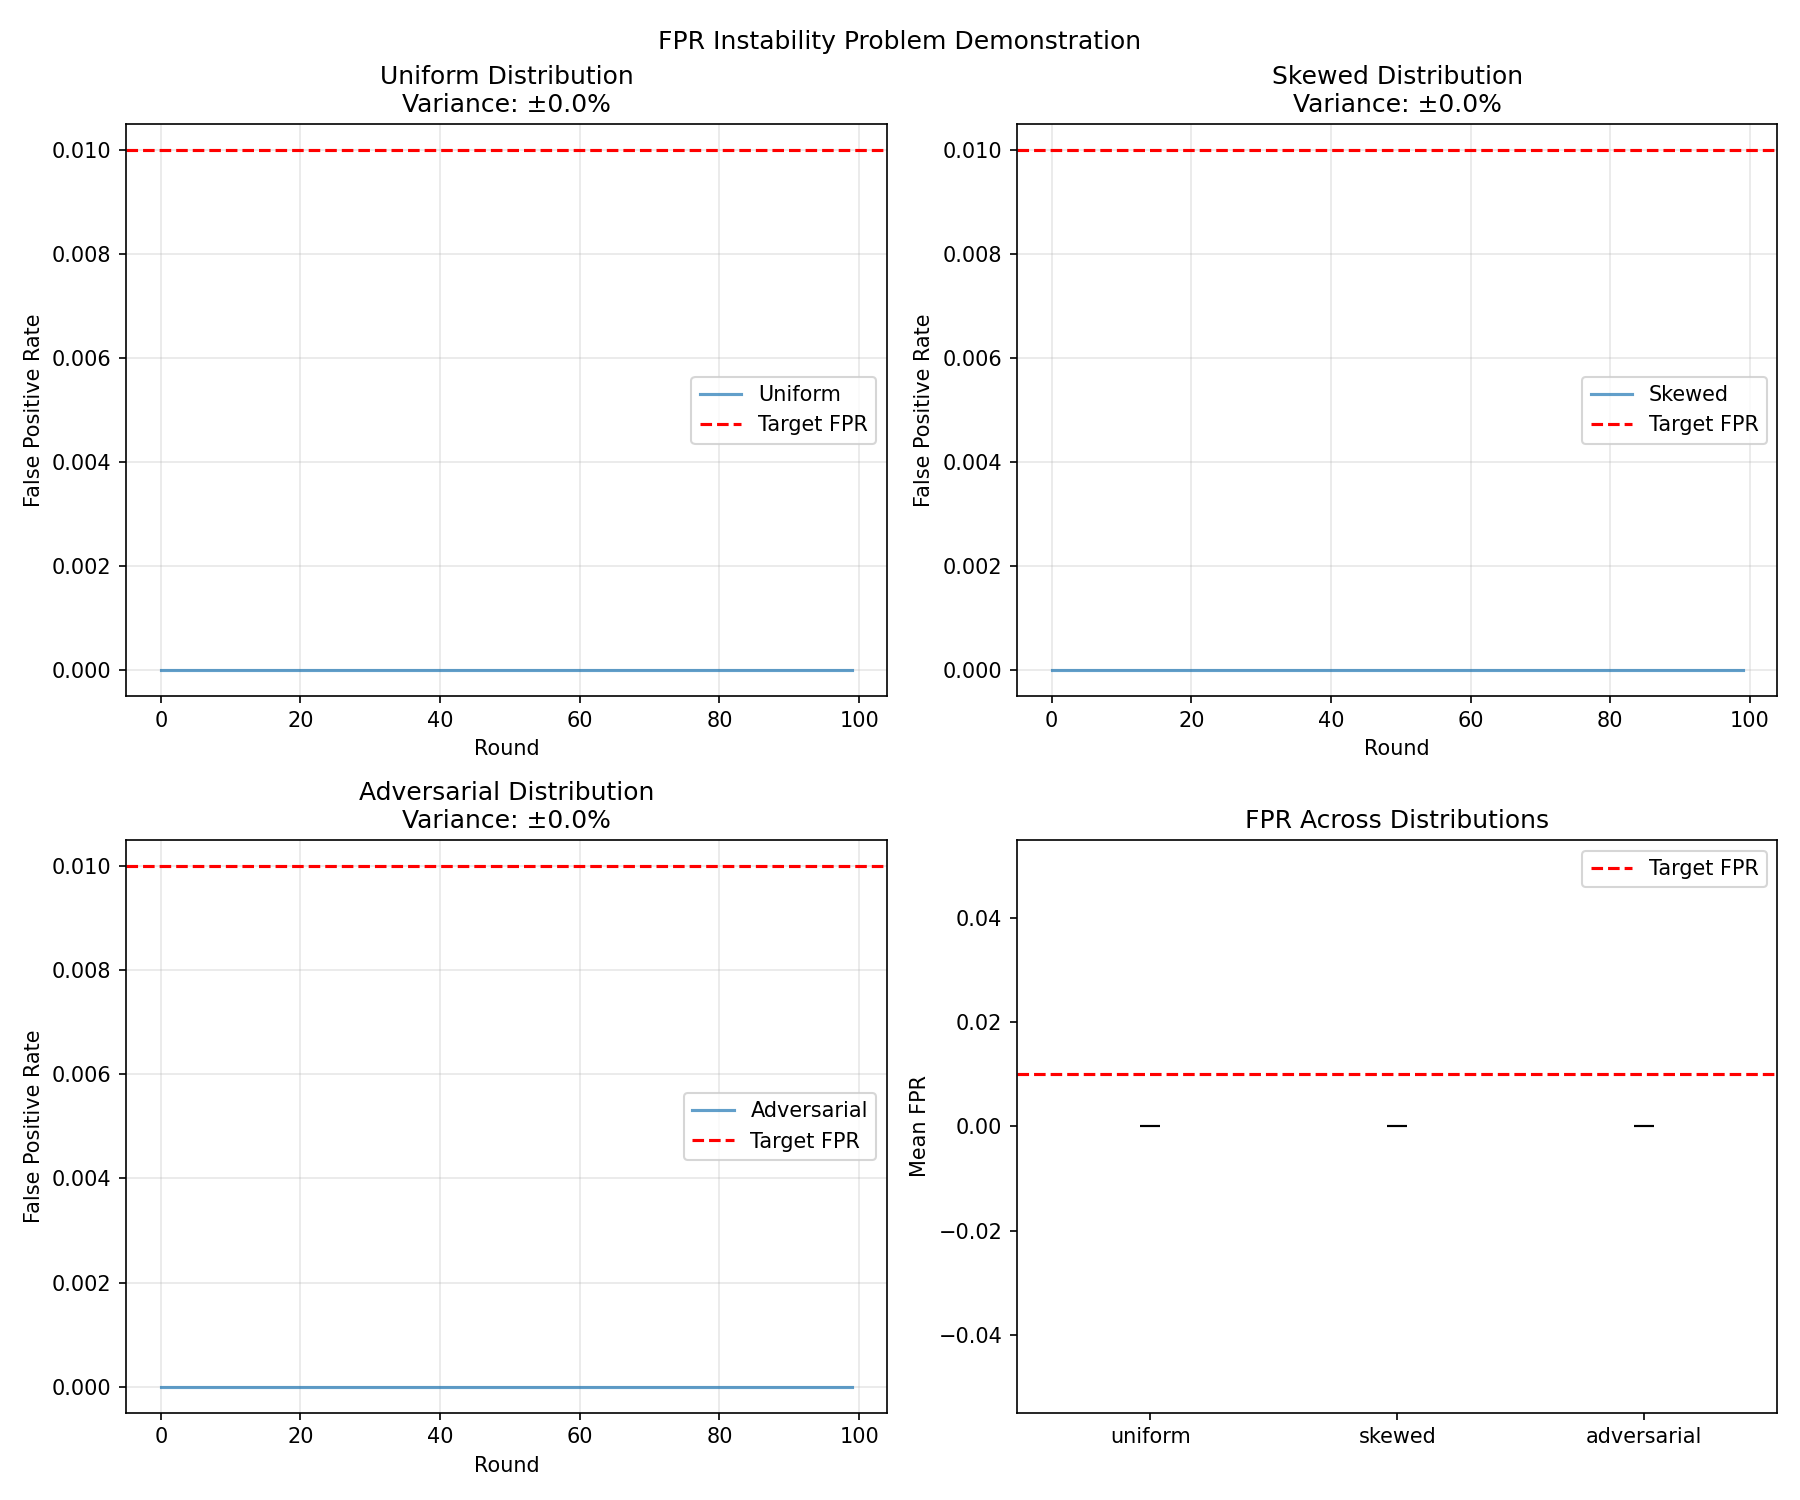 FPR Instability Problem Demonstration
Uniform Distribution
Variance: ±0.0%
False Positive Rate
0.010
0.008
0.006
0.004
0.002
0.000
Uniform
Target FPR
0 20 40 60 80 100
Round
Skewed Distribution
Variance: ±0.0%
False Positive Rate
0.010
0.008
0.006
0.004
0.002
0.000
Skewed
Target FPR
0 20 40 60 80 100
Round
Adversarial Distribution
Variance: ±0.0%
False Positive Rate
0.010
0.008
0.006
0.004
0.002
0.000
Adversarial
Target FPR
0 20 40 60 80 100
Round
FPR Across Distributions
Mean FPR
0.04
0.02
0.00
−0.02
−0.04
Target FPR
uniform skewed adversarial